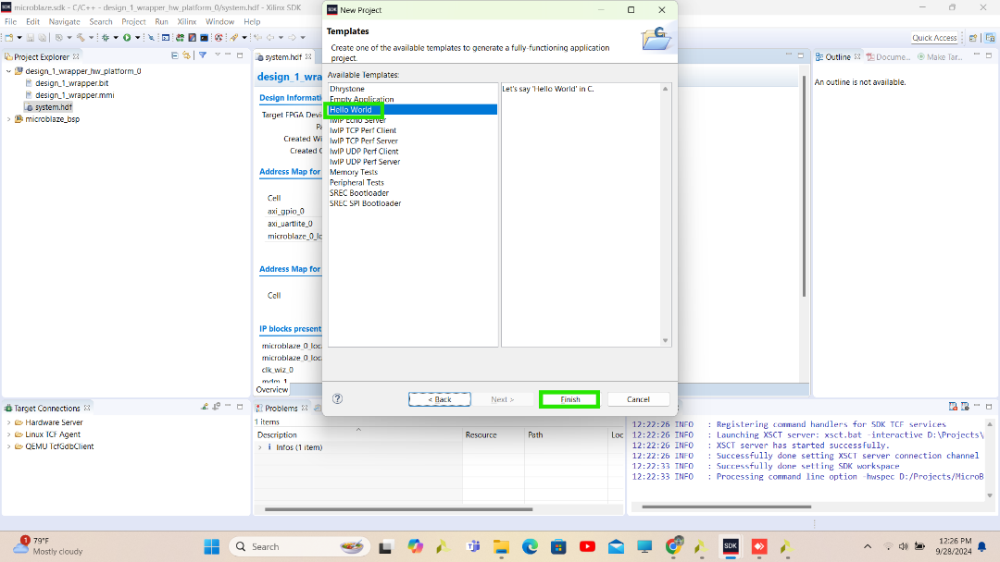 microblaze.sdk - C/C++ - design_1_wrapper_hw_platform_0/system.hdf - Xilinx SDK
File Edit Navigate Search Project Run Xilinx Window Help
Quick Access
Project Explorer
design_1_wrapper_hw_platform_0
design_1_wrapper.bit
design_1_wrapper.mmi
system.hdf
microblaze_bsp
system.hdf
design_1_wra
Design Informati
Target FPGA Devi
Pa
Created Wi
Created O
Address Map for
Cell
axi_gpio_0
axi_uartlite_0
microblaze_0_lo
Address Map for
Cell
IP blocks present
microblaze_0_loc
microblaze_0_loc
clk_wiz_0
mdm_1
Overview
SDK New Project
Templates
Create one of the available templates to generate a fully-functioning application
project.
Available Templates:
Dhrystone
Empty Application
Hello World
lwIP Echo Server
lwIP TCP Perf Client
lwIP TCP Perf Server
lwIP UDP Perf Client
lwIP UDP Perf Server
Memory Tests
Peripheral Tests
SREC Bootloader
SREC SPI Bootloader
Let's say 'Hello World' in C.
< Back
Next >
Finish
Cancel
Outline
Docume...
Make Tar...
An outline is not available.
Target Connections
Hardware Server
Linux TCF Agent
QEMU TcfGdbClient
Problems
1 items
Description Resource Path Loc
Infos (1 item)
12:22:26 INFO : Registering command handlers for SDK TCF services
12:22:26 INFO : Launching XSCT server: xsct.bat -interactive D:\Projects\
12:22:26 INFO : XSCT server has started successfully.
12:22:26 INFO : Successfully done setting XSCT server connection channel
12:22:33 INFO : Successfully done setting SDK workspace
12:22:33 INFO : Processing command line option -hwspec D:/Projects/MicroB
1
79°F
Mostly cloudy
Search
SDK
12:26 PM
9/28/2024